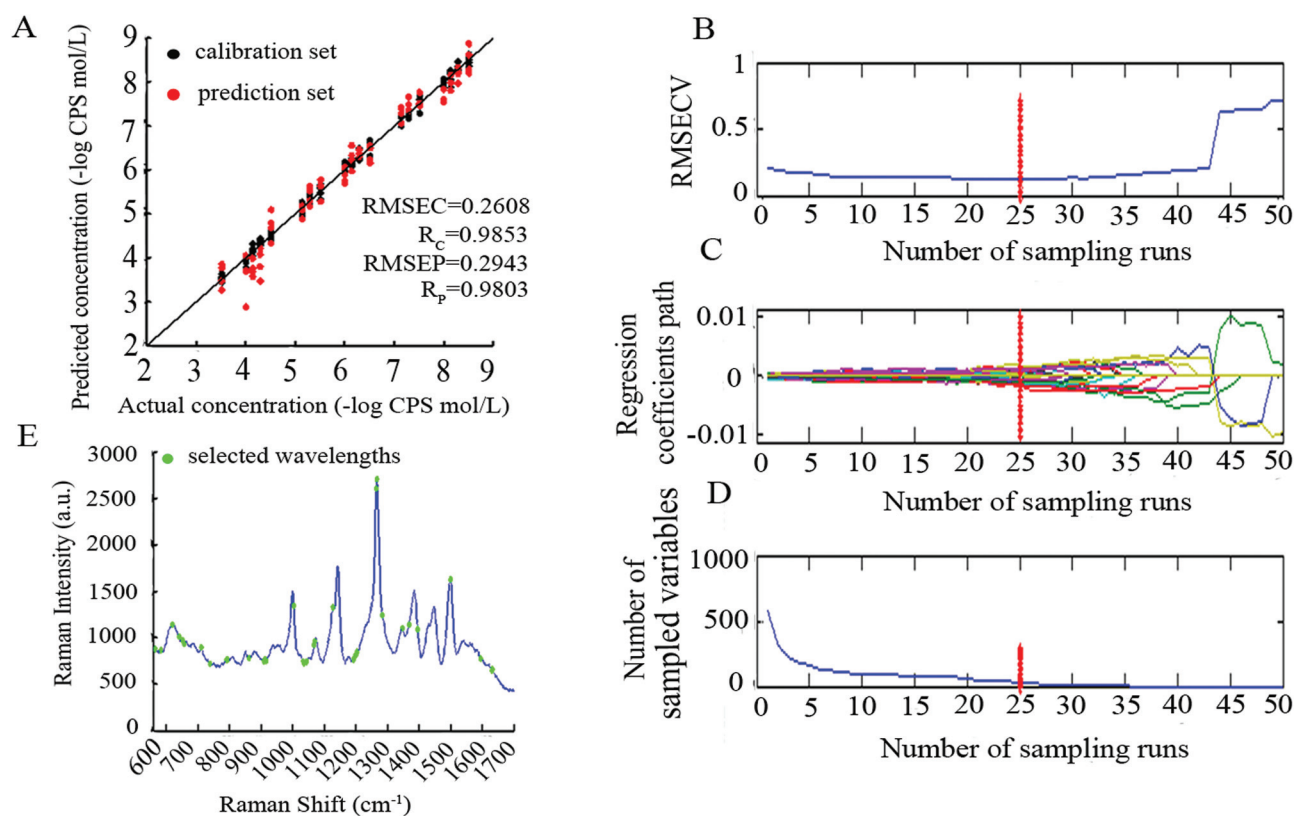 A
Predicted concentration (-log CPS mol/L)
9
8
7
6
5
4
3
2
calibration set
prediction set
RMSEC=0.2608
R_C=0.9853
RMSEP=0.2943
R_P=0.9803
2 3 4 5 6 7 8 9
Actual concentration (-log CPS mol/L)
B
RMSECV
1
0.5
0
0 5 10 15 20 25 30 35 40 45 50
Number of sampling runs
C
Regression
coefficients path
0.01
0
-0.01
0 5 10 15 20 25 30 35 40 45 50
Number of sampling runs
D
Number of
sampled variables
1000
500
0
0 5 10 15 20 25 30 35 40 45 50
Number of sampling runs
E
Raman Intensity (a.u.)
3000
2500
2000
1500
1000
500
0
selected wavelengths
600 700 800 900 1000 1100 1200 1300 1400 1500 1600 1700
Raman Shift (cm⁻¹)